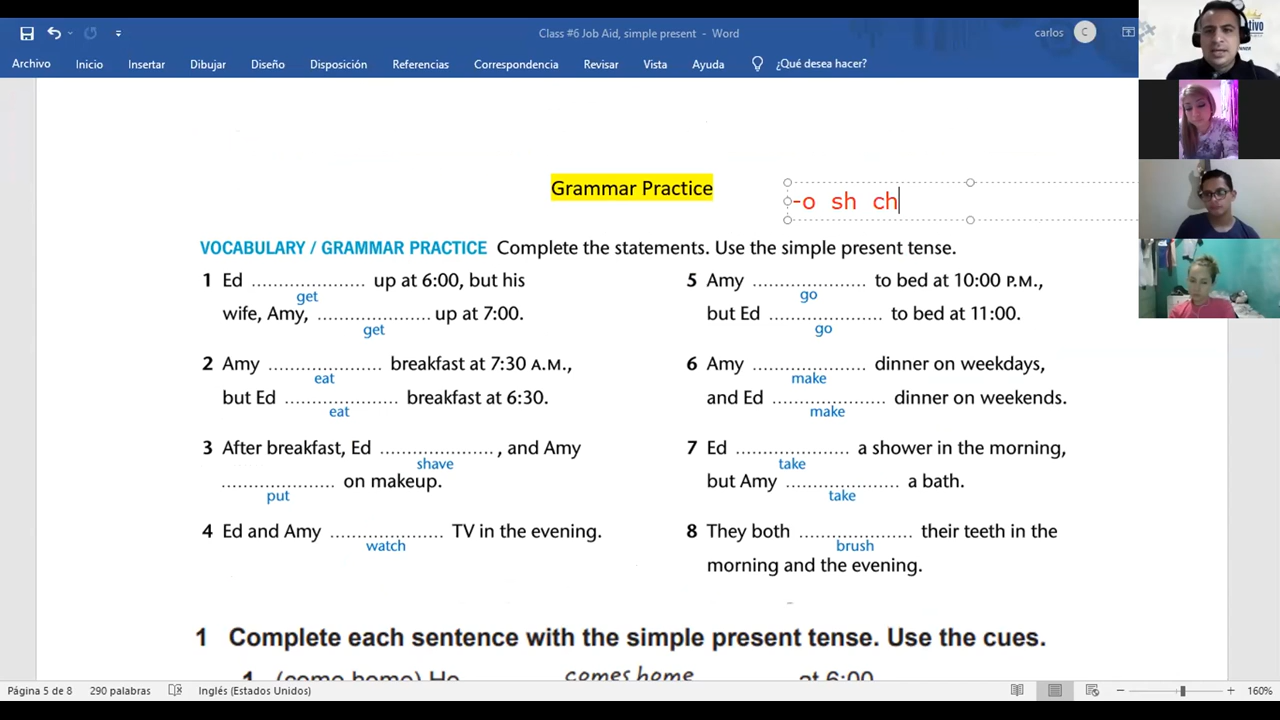 Class #6 Job Aid, simple present - Word
carlos C
Archivo Inicio Insertar Dibujar Diseño Disposición Referencias Correspondencia Revisar Vista Ayuda ¿Qué desea hacer?
Grammar Practice
-o sh ch
VOCABULARY / GRAMMAR PRACTICE Complete the statements. Use the simple present tense.
1 Ed ...................... up at 6:00, but his
get
wife, Amy, ...................... up at 7:00.
get
2 Amy ...................... breakfast at 7:30 A.M.,
eat
but Ed ...................... breakfast at 6:30.
eat
3 After breakfast, Ed ...................... , and Amy
shave
...................... on makeup.
put
4 Ed and Amy ...................... TV in the evening.
watch
5 Amy ...................... to bed at 10:00 P.M.,
go
but Ed ...................... to bed at 11:00.
go
6 Amy ...................... dinner on weekdays,
make
and Ed ...................... dinner on weekends.
make
7 Ed ...................... a shower in the morning,
take
but Amy ...................... a bath.
take
8 They both ...................... their teeth in the
brush
morning and the evening.
1 Complete each sentence with the simple present tense. Use the cues.
1 (come home) He comes home at 6:00
Página 5 de 8 290 palabras Inglés (Estados Unidos) 160%